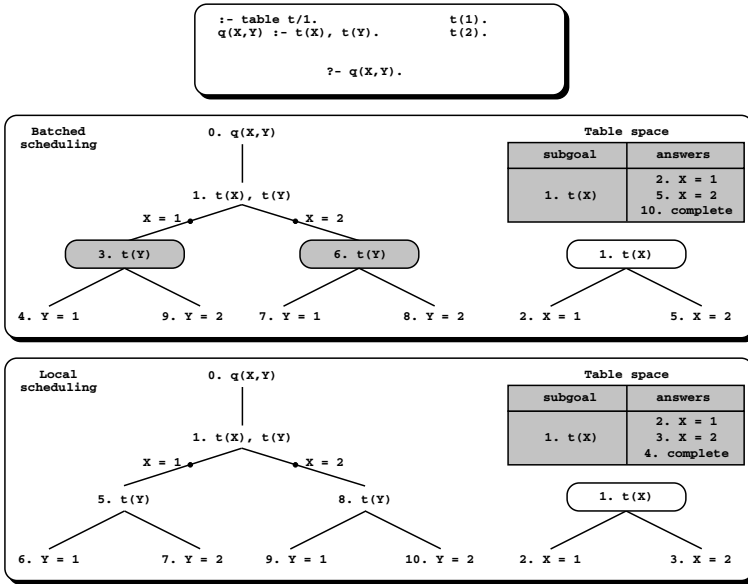 :- table t/1. t(1).
q(X,Y) :- t(X), t(Y). t(2).
?- q(X,Y).
Batched
scheduling
0. q(X,Y)
1. t(X), t(Y)
X = 1 X = 2
3. t(Y) 6. t(Y)
4. Y = 1 9. Y = 2 7. Y = 1 8. Y = 2
Table space
subgoal answers
1. t(X)
2. X = 1
5. X = 2
10. complete
1. t(X)
2. X = 1 5. X = 2
Local
scheduling
0. q(X,Y)
1. t(X), t(Y)
X = 1 X = 2
5. t(Y) 8. t(Y)
6. Y = 1 7. Y = 2 9. Y = 1 10. Y = 2
Table space
subgoal answers
1. t(X)
2. X = 1
3. X = 2
4. complete
1. t(X)
2. X = 1 3. X = 2